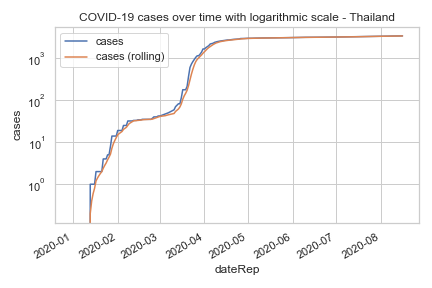 COVID-19 cases over time with logarithmic scale - Thailand
cases
cases (rolling)
10³
10²
10¹
10⁰
cases
2020-01
2020-02
2020-03
2020-04
2020-05
2020-06
2020-07
2020-08
dateRep